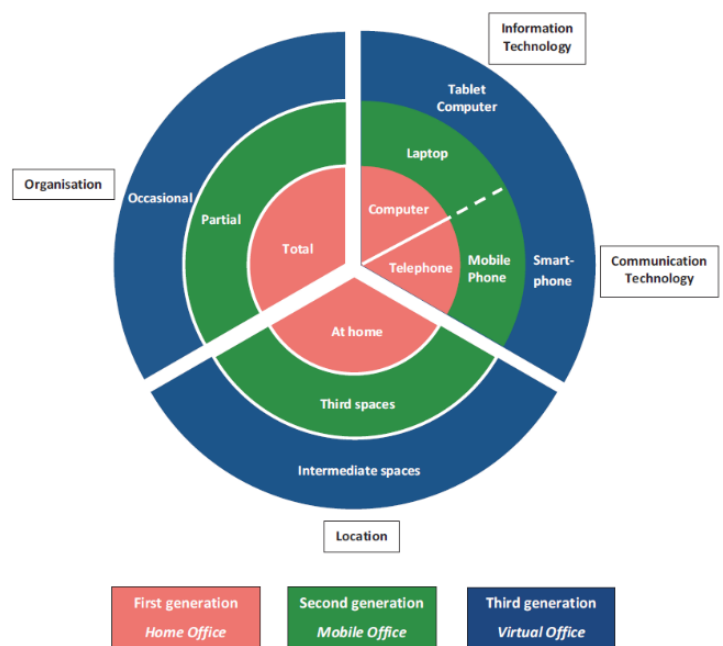 Information
Technology
Tablet
Computer
Laptop
Organisation
Occasional
Partial
Computer
Total
Telephone
Mobile
Phone
Smart-
phone
Communication
Technology
At home
Third spaces
Intermediate spaces
Location
First generation
Home Office
Second generation
Mobile Office
Third generation
Virtual Office